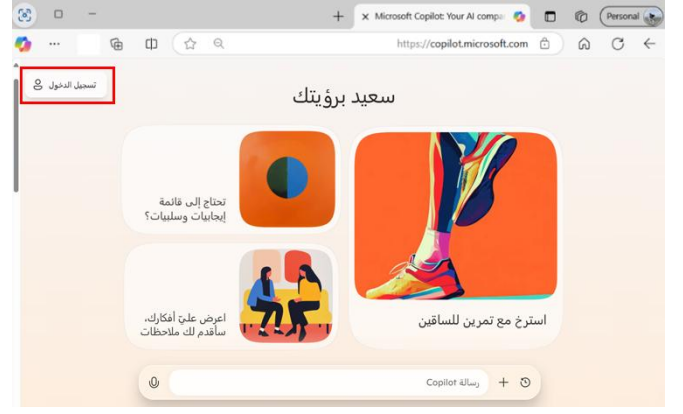 Microsoft Copilot: Your AI compa
Personal
https://copilot.microsoft.com
تسجيل الدخول
سعيد برؤيتك
استرخ مع تمرين للساقين
تحتاج إلى قائمة
إيجابيات وسلبيات؟
اعرض عليّ أفكارك،
سأقدم لك ملاحظات
رسالة Copilot